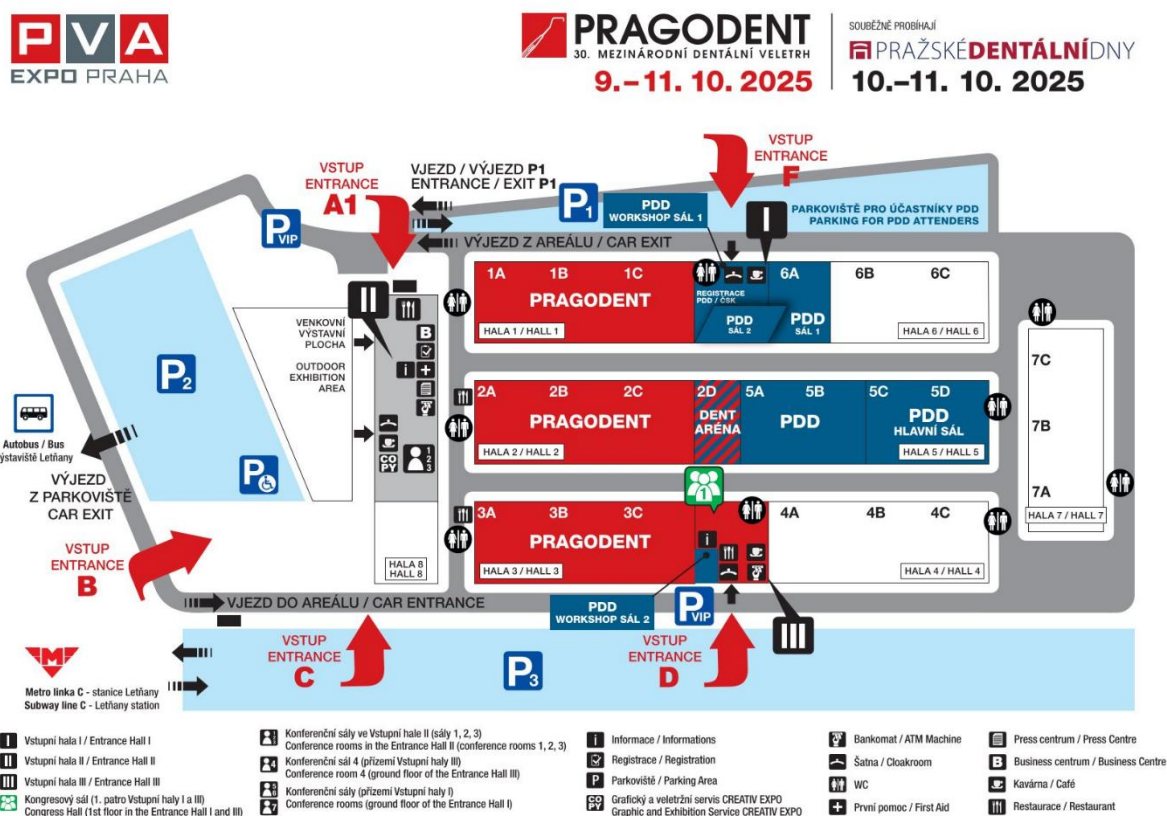 PVA
EXPO PRAHA
PRAGODENT
30. MEZINÁRODNÍ DENTÁLNÍ VELETRH
9.–11. 10. 2025
SOUBĚŽNĚ PROBÍHAJÍ
PRAŽSKÉDENTÁLNÍDNY
10.–11. 10. 2025
VSTUP
ENTRANCE
A1
VJEZD / VÝJEZD P1
ENTRANCE / EXIT P1
P1
VSTUP
ENTRANCE
F
PDD
WORKSHOP SÁL 1
I
PARKOVIŠTĚ PRO ÚČASTNÍKY PDD
PARKING FOR PDD ATTENDERS
P VIP
VÝJEZD Z AREÁLU / CAR EXIT
II
1A 1B 1C
PRAGODENT
HALA 1 / HALL 1
REGISTRACE
PDD / ČSK
PDD
SÁL 2
6A
PDD
SÁL 1
6B 6C
HALA 6 / HALL 6
VENKOVNÍ
VÝSTAVNÍ
PLOCHA
OUTDOOR
EXHIBITION
AREA
B
i
COPY
1
2
3
P2
P
Autobus / Bus
ýstaviště Letňany
VÝJEZD
Z PARKOVIŠTĚ
CAR EXIT
2A 2B 2C
PRAGODENT
HALA 2 / HALL 2
2D
DENT
ARÉNA
5A 5B
PDD
5C 5D
PDD
HLAVNÍ SÁL
HALA 5 / HALL 5
7C
7B
7A
HALA 7 / HALL 7
1
3A 3B 3C
PRAGODENT
HALA 3 / HALL 3
i
4A 4B 4C
HALA 4 / HALL 4
HALA 8
HALL 8
VSTUP
ENTRANCE
B
VJEZD DO AREÁLU / CAR ENTRANCE
PDD
WORKSHOP SÁL 2
P VIP
III
VSTUP
ENTRANCE
C
P3
VSTUP
ENTRANCE
D
M
Metro linka C - stanice Letňany
Subway line C - Letňany station
I Vstupní hala I / Entrance Hall I
II Vstupní hala II / Entrance Hall II
III Vstupní hala III / Entrance Hall III
Kongresový sál (1. patro Vstupní haly I a III)
Congress Hall (1st floor in the Entrance Hall I and III)
Konferenční sály ve Vstupní hale II (sály 1, 2, 3)
Conference rooms in the Entrance Hall II (conference rooms 1, 2, 3)
4 Konferenční sál 4 (přízemí Vstupní haly III)
Conference room 4 (ground floor of the Entrance Hall III)
Konferenční sály (přízemí Vstupní haly I)
7 Conference rooms (ground floor of the Entrance Hall I)
i Informace / Informations
Registrace / Registration
P Parkoviště / Parking Area
COPY Grafický a veletržní servis CREATIV EXPO
Graphic and Exhibition Service CREATIV EXPO
Bankomat / ATM Machine
Šatna / Cloakroom
WC
První pomoc / First Aid
Press centrum / Press Centre
B Business centrum / Business Centre
Kavárna / Café
Restaurace / Restaurant